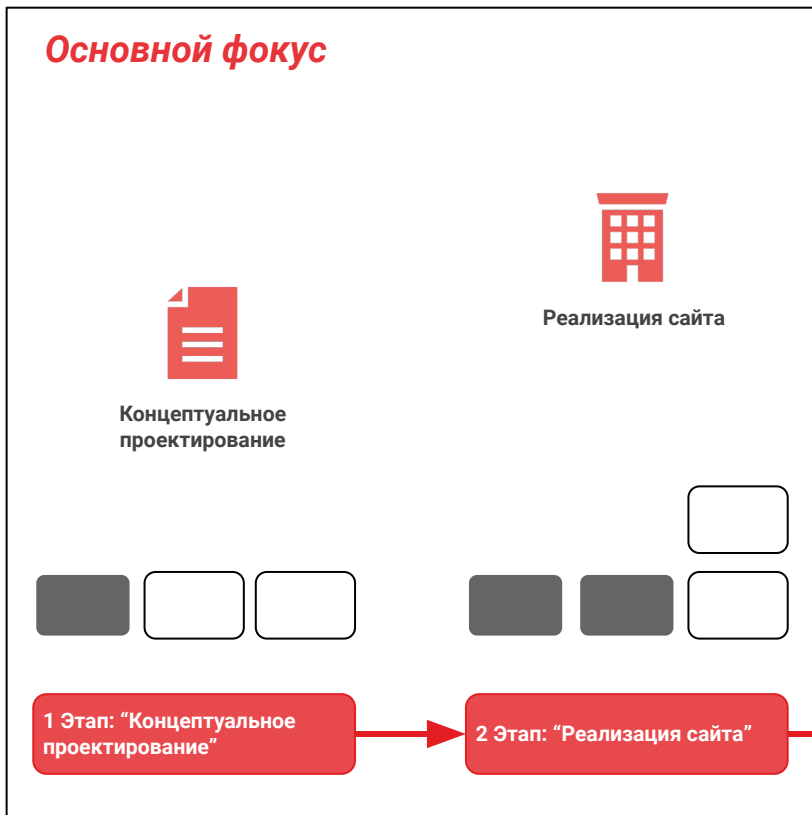 Основной фокус
Реализация сайта
Концептуальное
проектирование
1 Этап: “Концептуальное
проектирование”
2 Этап: “Реализация сайта”